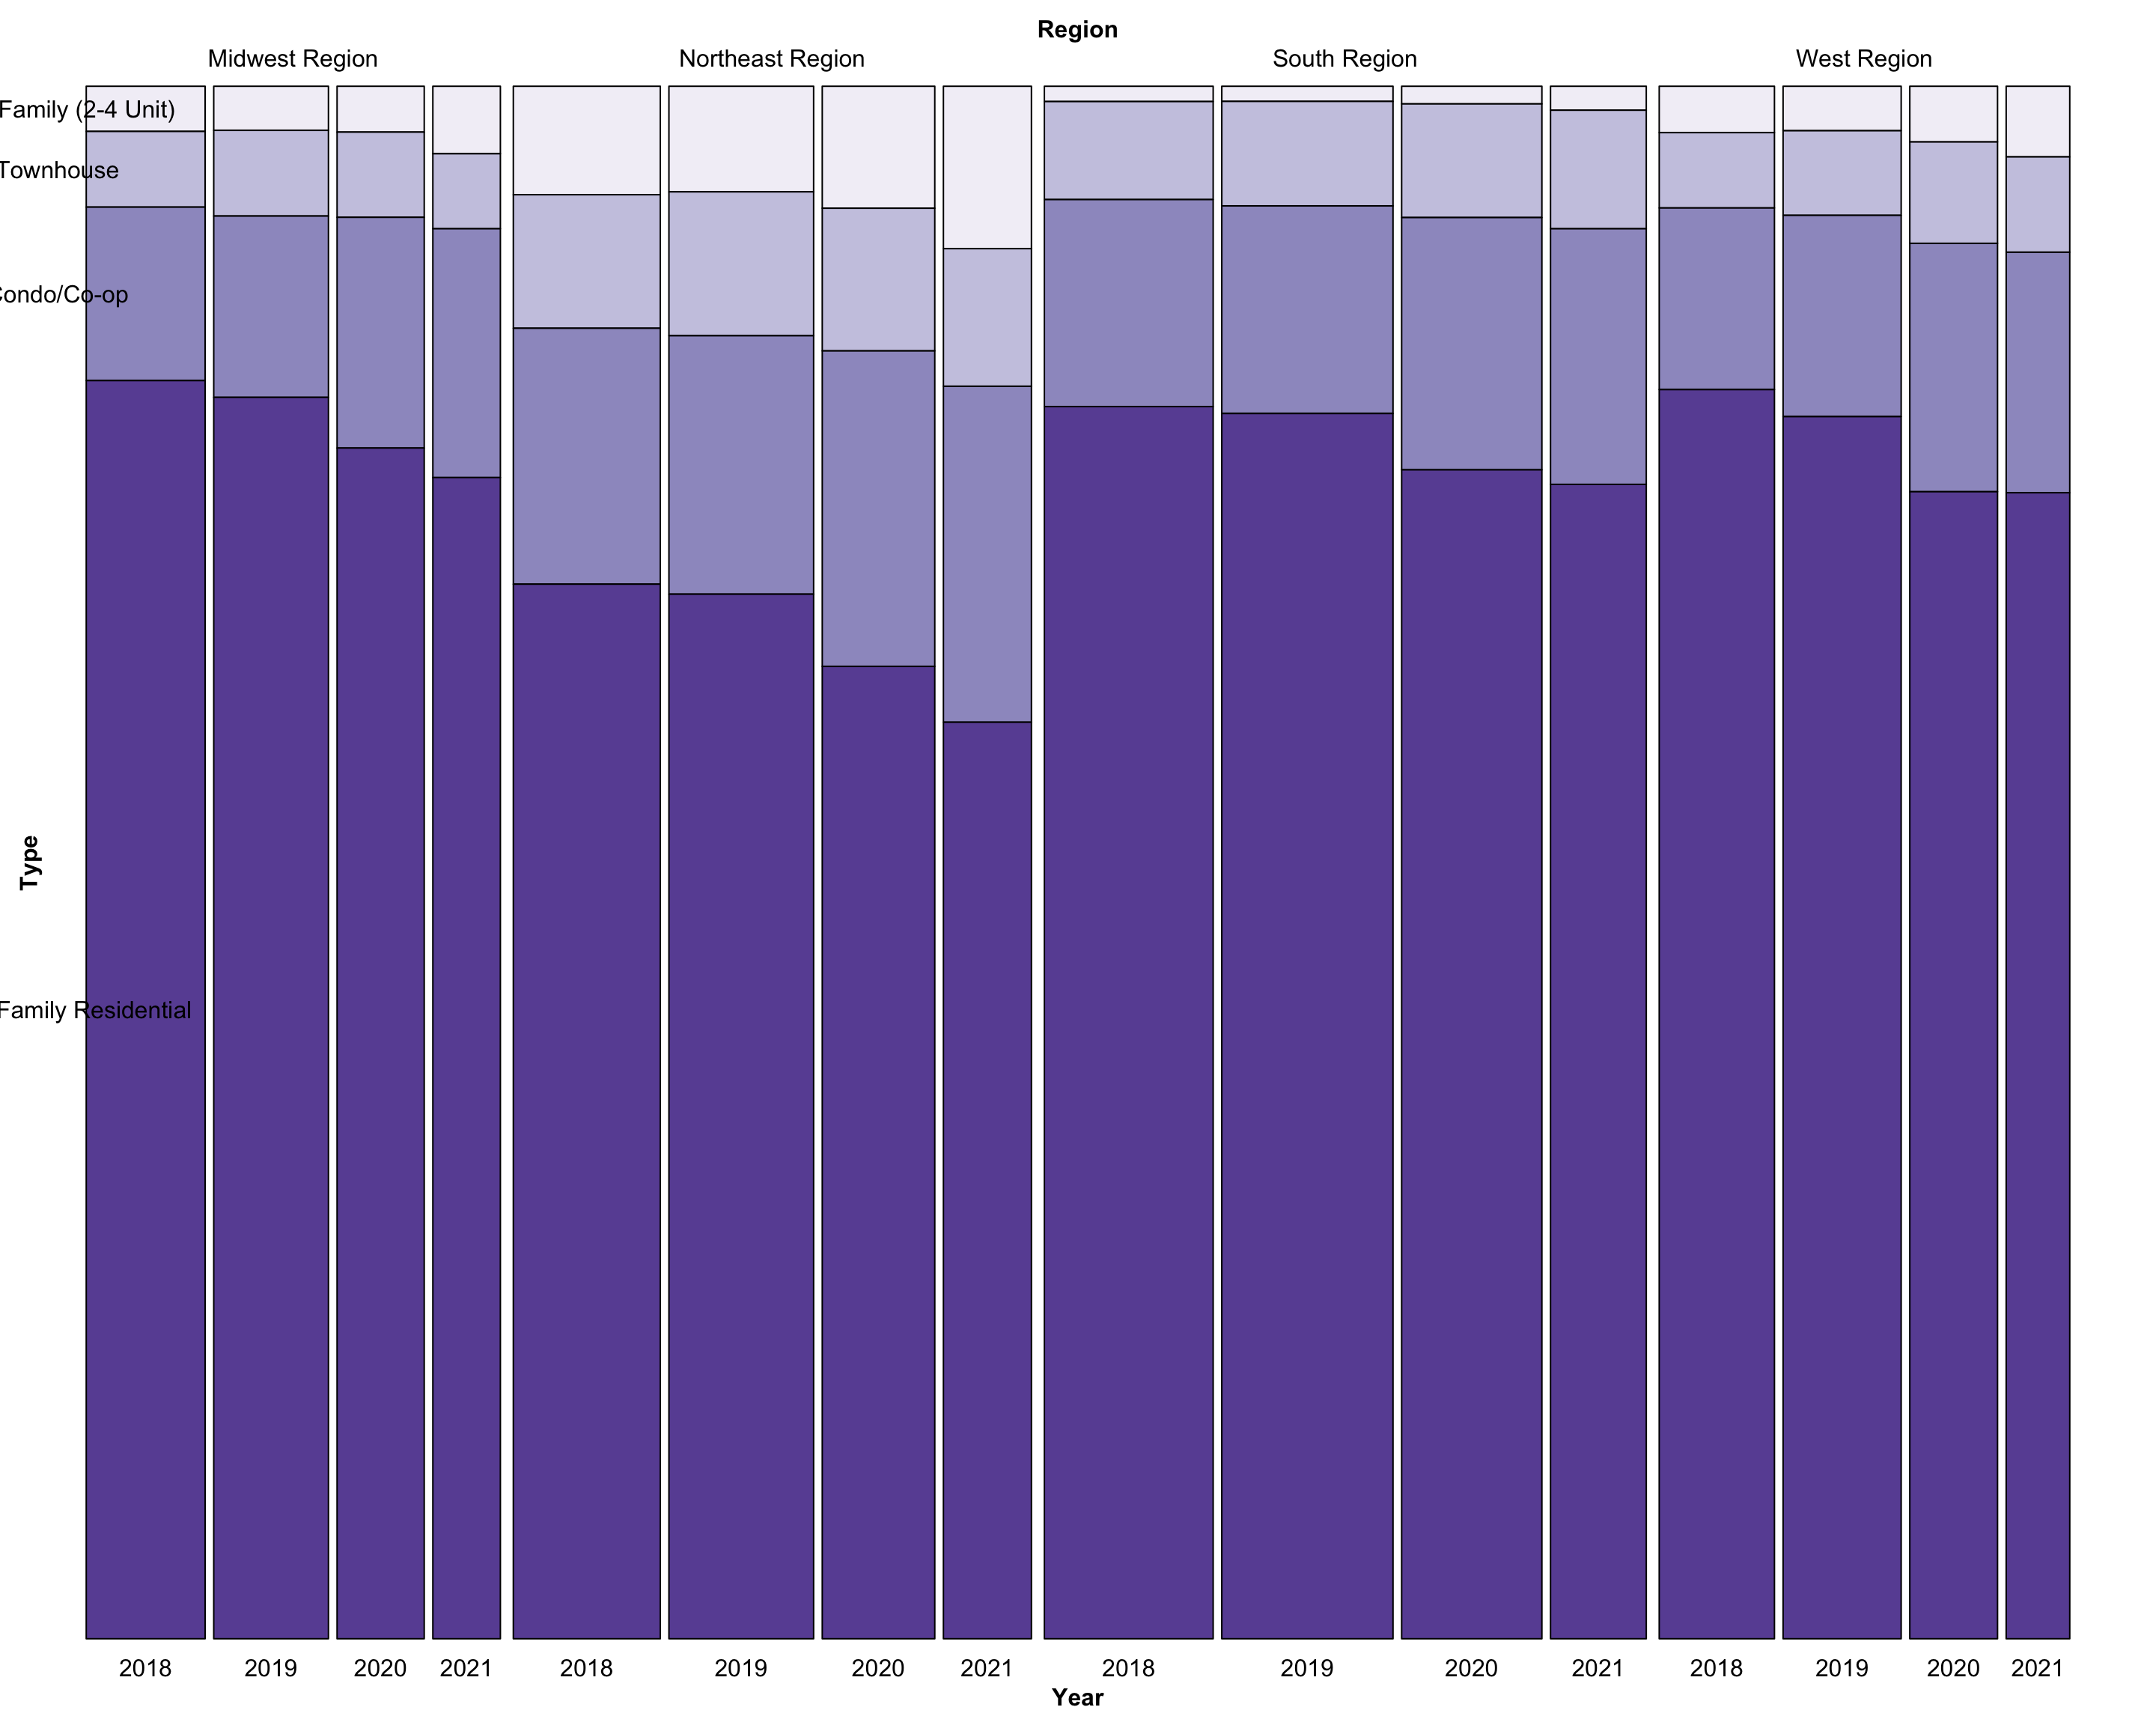 Region
Midwest Region Northeast Region South Region West Region
Family (2-4 Unit)
Townhouse
Condo/Co-op
Type
Family Residential
2018 2019 2020 2021 2018 2019 2020 2021 2018 2019 2020 2021 2018 2019 2020 2021
Year